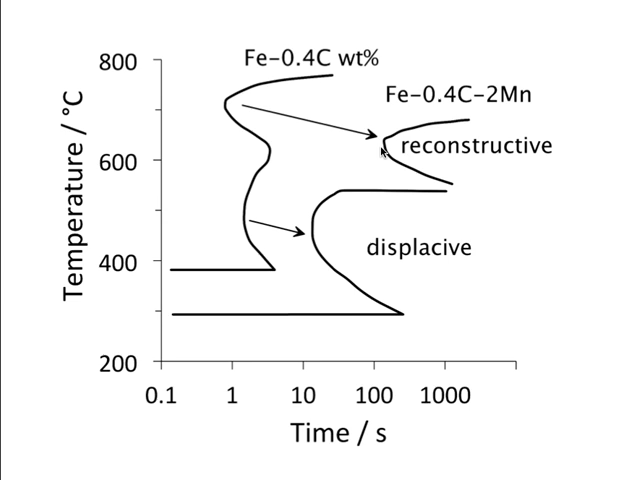 Fe-0.4C wt%
Fe-0.4C-2Mn
reconstructive
displacive
Temperature / °C
800
600
400
200
0.1 1 10 100 1000
Time / s